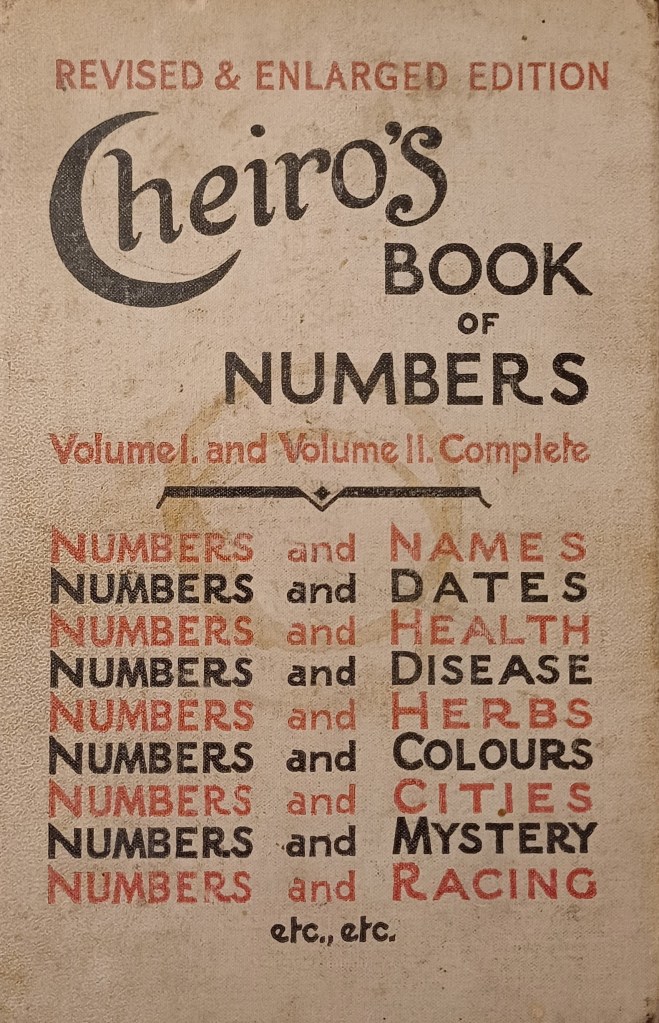 REVISED & ENLARGED EDITION
Cheiro's
BOOK
OF
NUMBERS
Volume I. and Volume II. Complete
NUMBERS and NAMES
NUMBERS and DATES
NUMBERS and HEALTH
NUMBERS and DISEASE
NUMBERS and HERBS
NUMBERS and COLOURS
NUMBERS and CITIES
NUMBERS and MYSTERY
NUMBERS and RACING
etc., etc.